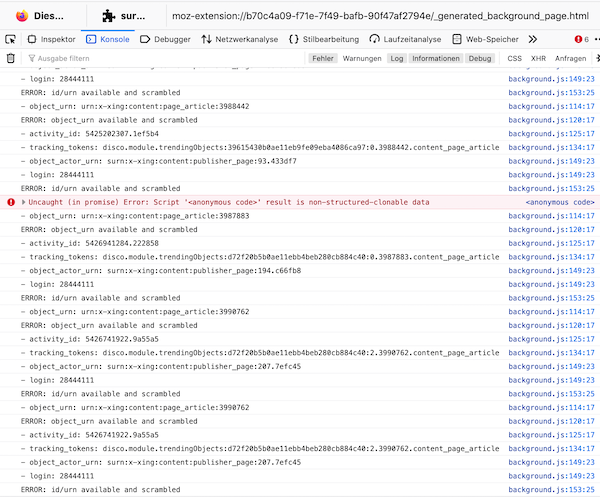 Dies...
sur...
moz-extension://b70c4a09-f71e-7f49-bafb-90f47af2794e/_generated_background_page.html
Inspektor Konsole Debugger Netzwerkanalyse Stilbearbeitung Laufzeitanalyse Web-Speicher 6
Ausgabe filtern Fehler Warnungen Log Informationen Debug CSS XHR Anfragen
- login: 28444111 background.js:149:23
ERROR: id/urn available and scrambled background.js:153:25
- object_urn: urn:x-xing:content:page_article:3988442 background.js:114:17
ERROR: object_urn available and scrambled background.js:120:17
- activity_id: 5425202307.1ef5b4 background.js:125:17
- tracking_tokens: disco.module.trendingObjects:39615430b0ae11eb9fe09eba4086ca97:0.3988442.content_page_article background.js:134:17
- object_actor_urn: surn:x-xing:content:publisher_page:93.433df7 background.js:149:23
- login: 28444111 background.js:149:23
ERROR: id/urn available and scrambled background.js:153:25
Uncaught (in promise) Error: Script '<anonymous code>' result is non-structured-clonable data <anonymous code>
- object_urn: urn:x-xing:content:page_article:3987883 background.js:114:17
ERROR: object_urn available and scrambled background.js:120:17
- activity_id: 5426941284.222858 background.js:125:17
- tracking_tokens: disco.module.trendingObjects:d72f20b5b0ae11ebb4beb280cb884c40:0.3987883.content_page_article background.js:134:17
- object_actor_urn: surn:x-xing:content:publisher_page:194.c66fb8 background.js:149:23
- login: 28444111 background.js:149:23
ERROR: id/urn available and scrambled background.js:153:25
- object_urn: urn:x-xing:content:page_article:3990762 background.js:114:17
ERROR: object_urn available and scrambled background.js:120:17
- activity_id: 5426741922.9a55a5 background.js:125:17
- tracking_tokens: disco.module.trendingObjects:d72f20b5b0ae11ebb4beb280cb884c40:2.3990762.content_page_article background.js:134:17
- object_actor_urn: surn:x-xing:content:publisher_page:207.7efc45 background.js:149:23
- login: 28444111 background.js:149:23
ERROR: id/urn available and scrambled background.js:153:25
- object_urn: urn:x-xing:content:page_article:3990762 background.js:114:17
ERROR: object_urn available and scrambled background.js:120:17
- activity_id: 5426741922.9a55a5 background.js:125:17
- tracking_tokens: disco.module.trendingObjects:d72f20b5b0ae11ebb4beb280cb884c40:2.3990762.content_page_article background.js:134:17
- object_actor_urn: surn:x-xing:content:publisher_page:207.7efc45 background.js:149:23
- login: 28444111 background.js:149:23
ERROR: id/urn available and scrambled background.js:153:25